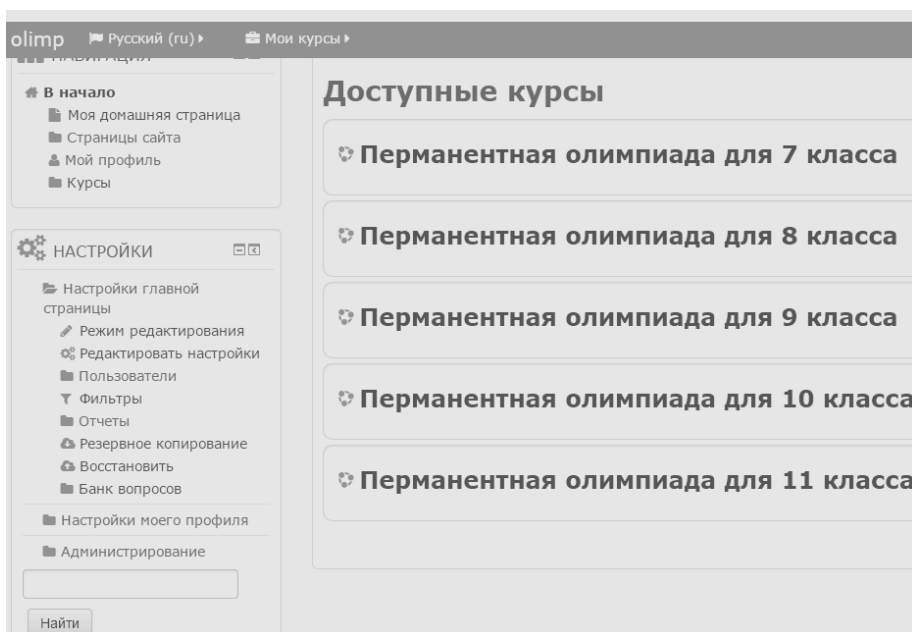 olimp Русский (ru) Мои курсы
НАВИГАЦИЯ
В начало
Моя домашняя страница
Страницы сайта
Мой профиль
Курсы
НАСТРОЙКИ
Настройки главной
страницы
Режим редактирования
Редактировать настройки
Пользователи
Фильтры
Отчеты
Резервное копирование
Восстановить
Банк вопросов
Настройки моего профиля
Администрирование
Найти
Доступные курсы
Перманентная олимпиада для 7 класса
Перманентная олимпиада для 8 класса
Перманентная олимпиада для 9 класса
Перманентная олимпиада для 10 класса
Перманентная олимпиада для 11 класса